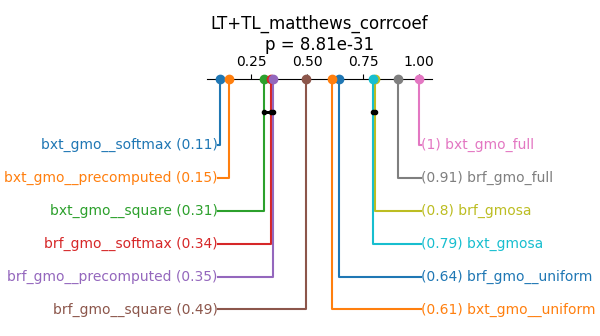 LT+TL_matthews_corrcoef
p = 8.81e-31
0.25 0.50 0.75 1.00
bxt_gmo__softmax (0.11) (1) bxt_gmo_full
bxt_gmo__precomputed (0.15) (0.91) brf_gmo_full
bxt_gmo__square (0.31) (0.8) brf_gmosa
brf_gmo__softmax (0.34) (0.79) bxt_gmosa
brf_gmo__precomputed (0.35) (0.64) brf_gmo__uniform
brf_gmo__square (0.49) (0.61) bxt_gmo__uniform